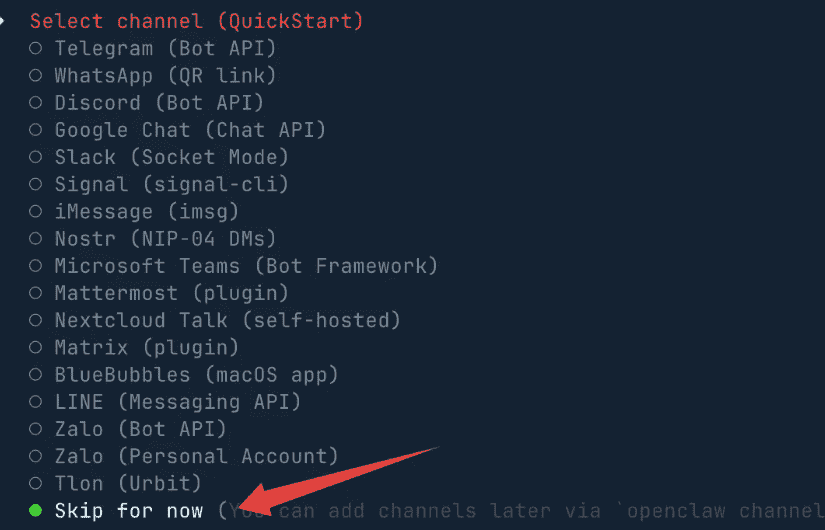 Select channel (QuickStart)
Telegram (Bot API)
WhatsApp (QR link)
Discord (Bot API)
Google Chat (Chat API)
Slack (Socket Mode)
Signal (signal-cli)
iMessage (imsg)
Nostr (NIP-04 DMs)
Microsoft Teams (Bot Framework)
Mattermost (plugin)
Nextcloud Talk (self-hosted)
Matrix (plugin)
BlueBubbles (macOS app)
LINE (Messaging API)
Zalo (Bot API)
Zalo (Personal Account)
Tlon (Urbit)
Skip for now (You can add channels later via `openclaw channel